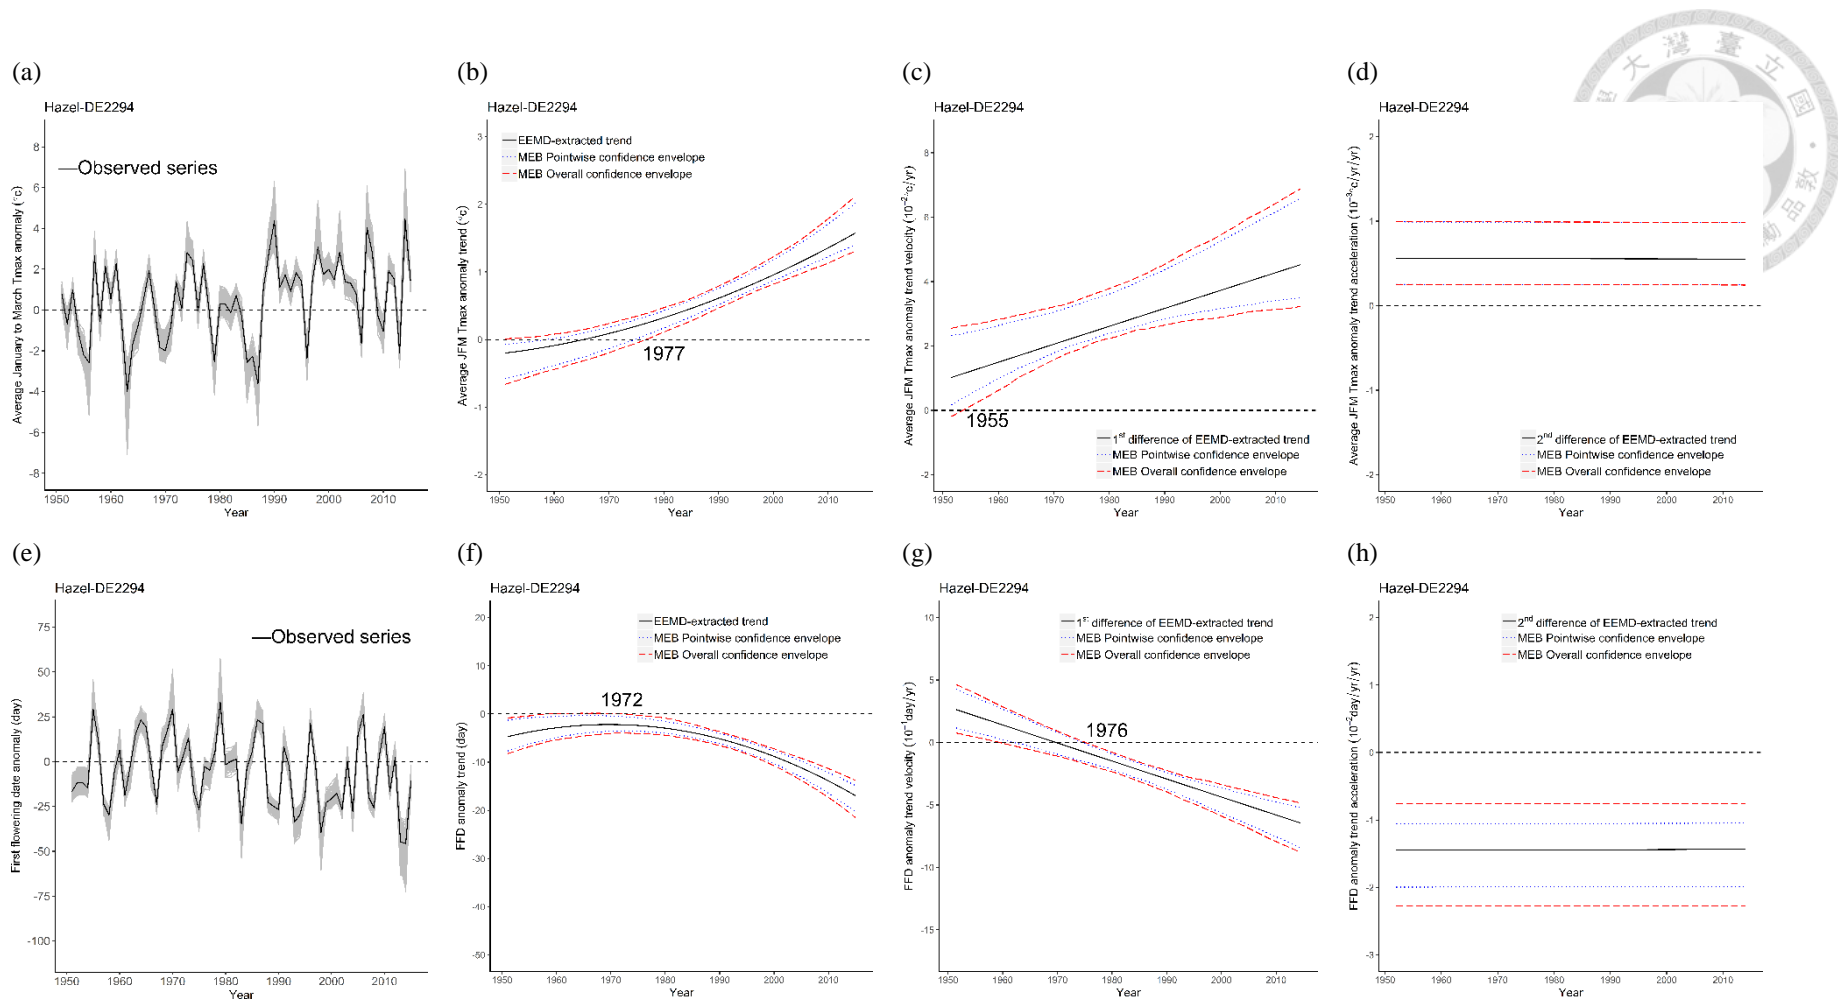 (a)
(b)
(c)
(d)
大灣臺立國
學
品敦
勵
Hazel-DE2294
Observed series
Average January to March Tmax anomaly (°c)
8
6
4
2
0
-2
-4
-6
-8
1950
1960
1970
1980
1990
2000
2010
Year
Hazel-DE2294
EEMD-extracted trend
MEB Pointwise confidence envelope
MEB Overall confidence envelope
Average JFM Tmax anomaly trend (°c)
3
2
1
0
-1
-2
1977
1950
1960
1970
1980
1990
2000
2010
Year
Hazel-DE2294
Average JFM Tmax anomaly trend velocity (10⁻²°c/yr)
8
6
4
2
0
-2
1955
1st difference of EEMD-extracted trend
MEB Pointwise confidence envelope
MEB Overall confidence envelope
1950
1960
1970
1980
1990
2000
2010
Year
Hazel-DE2294
Average JFM Tmax anomaly trend acceleration (10⁻³°c/yr/yr)
2
1
0
-1
-2
2nd difference of EEMD-extracted trend
MEB Pointwise confidence envelope
MEB Overall confidence envelope
1950
1960
1970
1980
1990
2000
2010
Year
(e)
(f)
(g)
(h)
Hazel-DE2294
Observed series
First flowering date anomaly (day)
75
50
25
0
-25
-50
-75
-100
1950
1960
1970
1980
1990
2000
2010
Year
Hazel-DE2294
EEMD-extracted trend
MEB Pointwise confidence envelope
MEB Overall confidence envelope
FFD anomaly trend (day)
20
10
0
-10
-20
-30
-40
-50
1972
1950
1960
1970
1980
1990
2000
2010
Year
Hazel-DE2294
1st difference of EEMD-extracted trend
MEB Pointwise confidence envelope
MEB Overall confidence envelope
FFD anomaly trend velocity (10⁻¹day/yr)
10
5
0
-5
-10
-15
1976
1950
1960
1970
1980
1990
2000
2010
Year
Hazel-DE2294
2nd difference of EEMD-extracted trend
MEB Pointwise confidence envelope
MEB Overall confidence envelope
FFD anomaly trend acceleration (10⁻²day/yr/yr)
2
1
0
-1
-2
-3
1950
1960
1970
1980
1990
2000
2010
Year